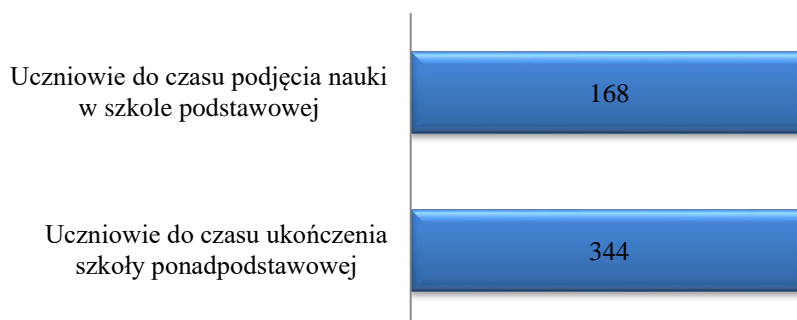 Uczniowie do czasu podjęcia nauki
w szkole podstawowej
168
Uczniowie do czasu ukończenia
szkoły ponadpodstawowej
344